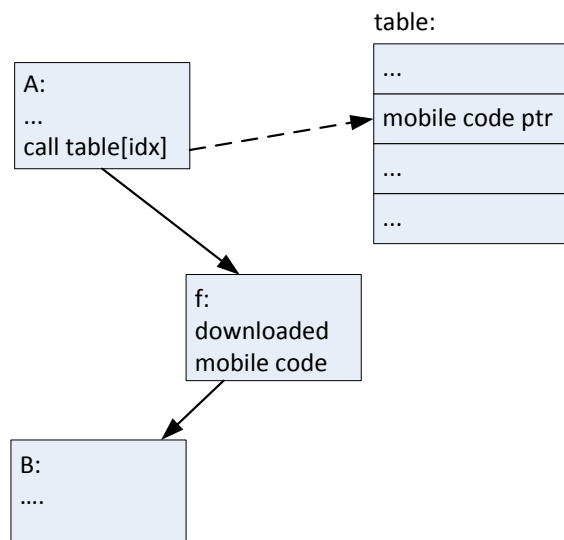 table:
...
mobile code ptr
...
...
A:
...
call table[idx]
f:
downloaded
mobile code
B:
....